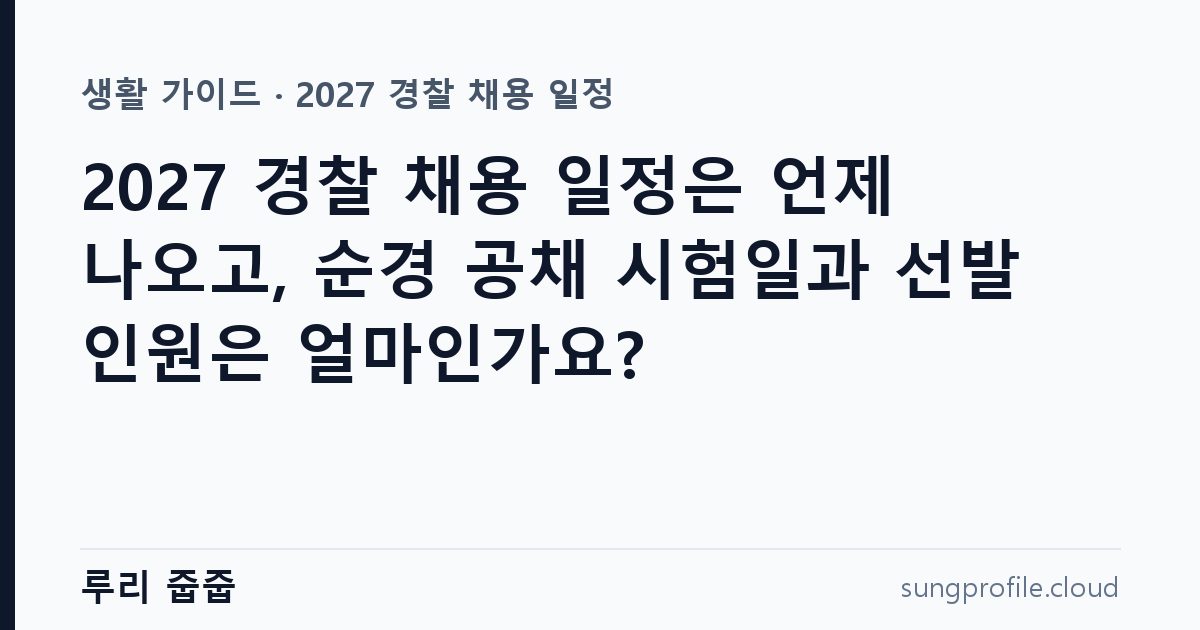 생활 가이드 · 2027 경찰 채용 일정
2027 경찰 채용 일정은 언제
나오고, 순경 공채 시험일과 선발
인원은 얼마인가요?
루리 줍줍
sungprofile.cloud